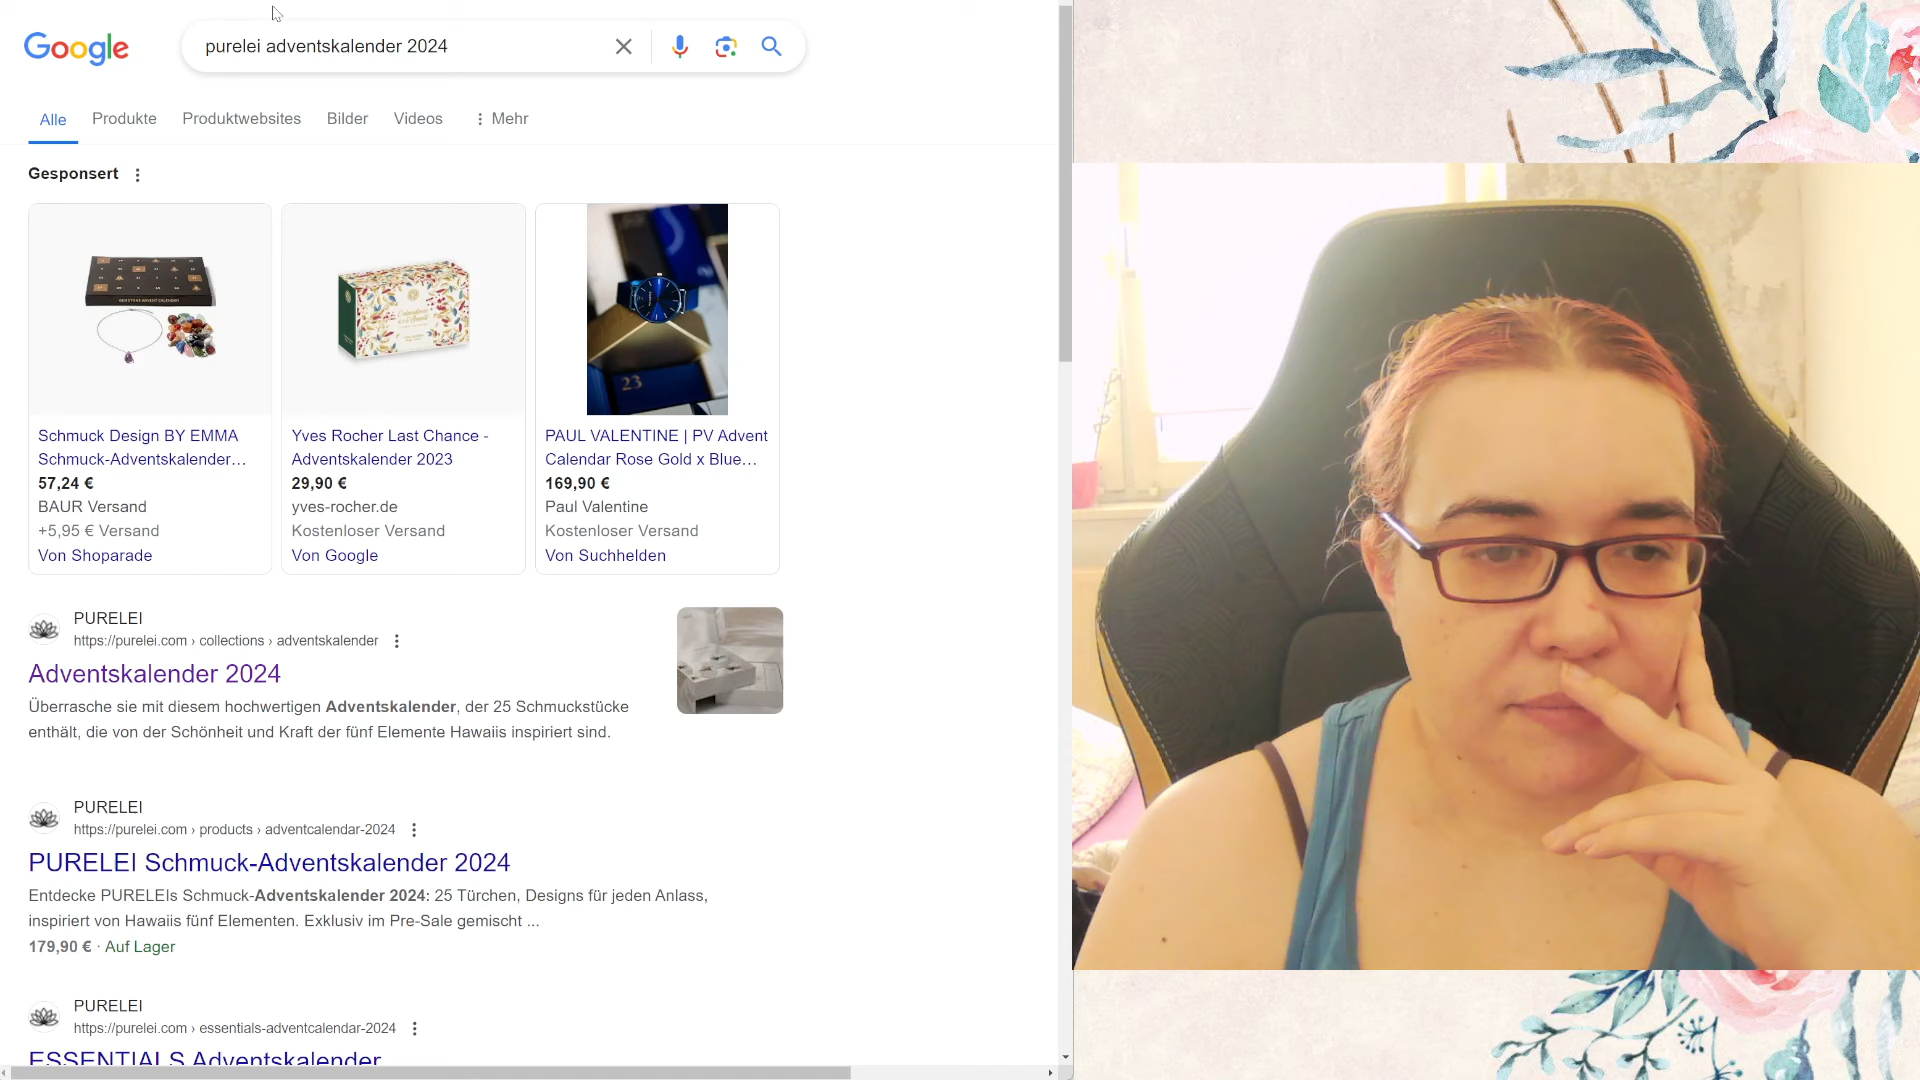 Google
purelei adventskalender 2024
Alle
Produkte
Produktwebsites
Bilder
Videos
Mehr
Gesponsert
Schmuck Design BY EMMA
Schmuck-Adventskalender…
57,24 €
BAUR Versand
+5,95 € Versand
Von Shoparade
Yves Rocher Last Chance -
Adventskalender 2023
29,90 €
yves-rocher.de
Kostenloser Versand
Von Google
23
PAUL VALENTINE | PV Advent
Calendar Rose Gold x Blue…
169,90 €
Paul Valentine
Kostenloser Versand
Von Suchhelden
PURELEI
https://purelei.com › collections › adventskalender
Adventskalender 2024
Überrasche sie mit diesem hochwertigen Adventskalender, der 25 Schmuckstücke
enthält, die von der Schönheit und Kraft der fünf Elemente Hawaiis inspiriert sind.
PURELEI
https://purelei.com › products › adventcalendar-2024
PURELEI Schmuck-Adventskalender 2024
Entdecke PURELEIs Schmuck-Adventskalender 2024: 25 Türchen, Designs für jeden Anlass,
inspiriert von Hawaiis fünf Elementen. Exklusiv im Pre-Sale gemischt ...
179,90 € · Auf Lager
PURELEI
https://purelei.com › essentials-adventcalendar-2024
ESSENTIALS Adventskalender